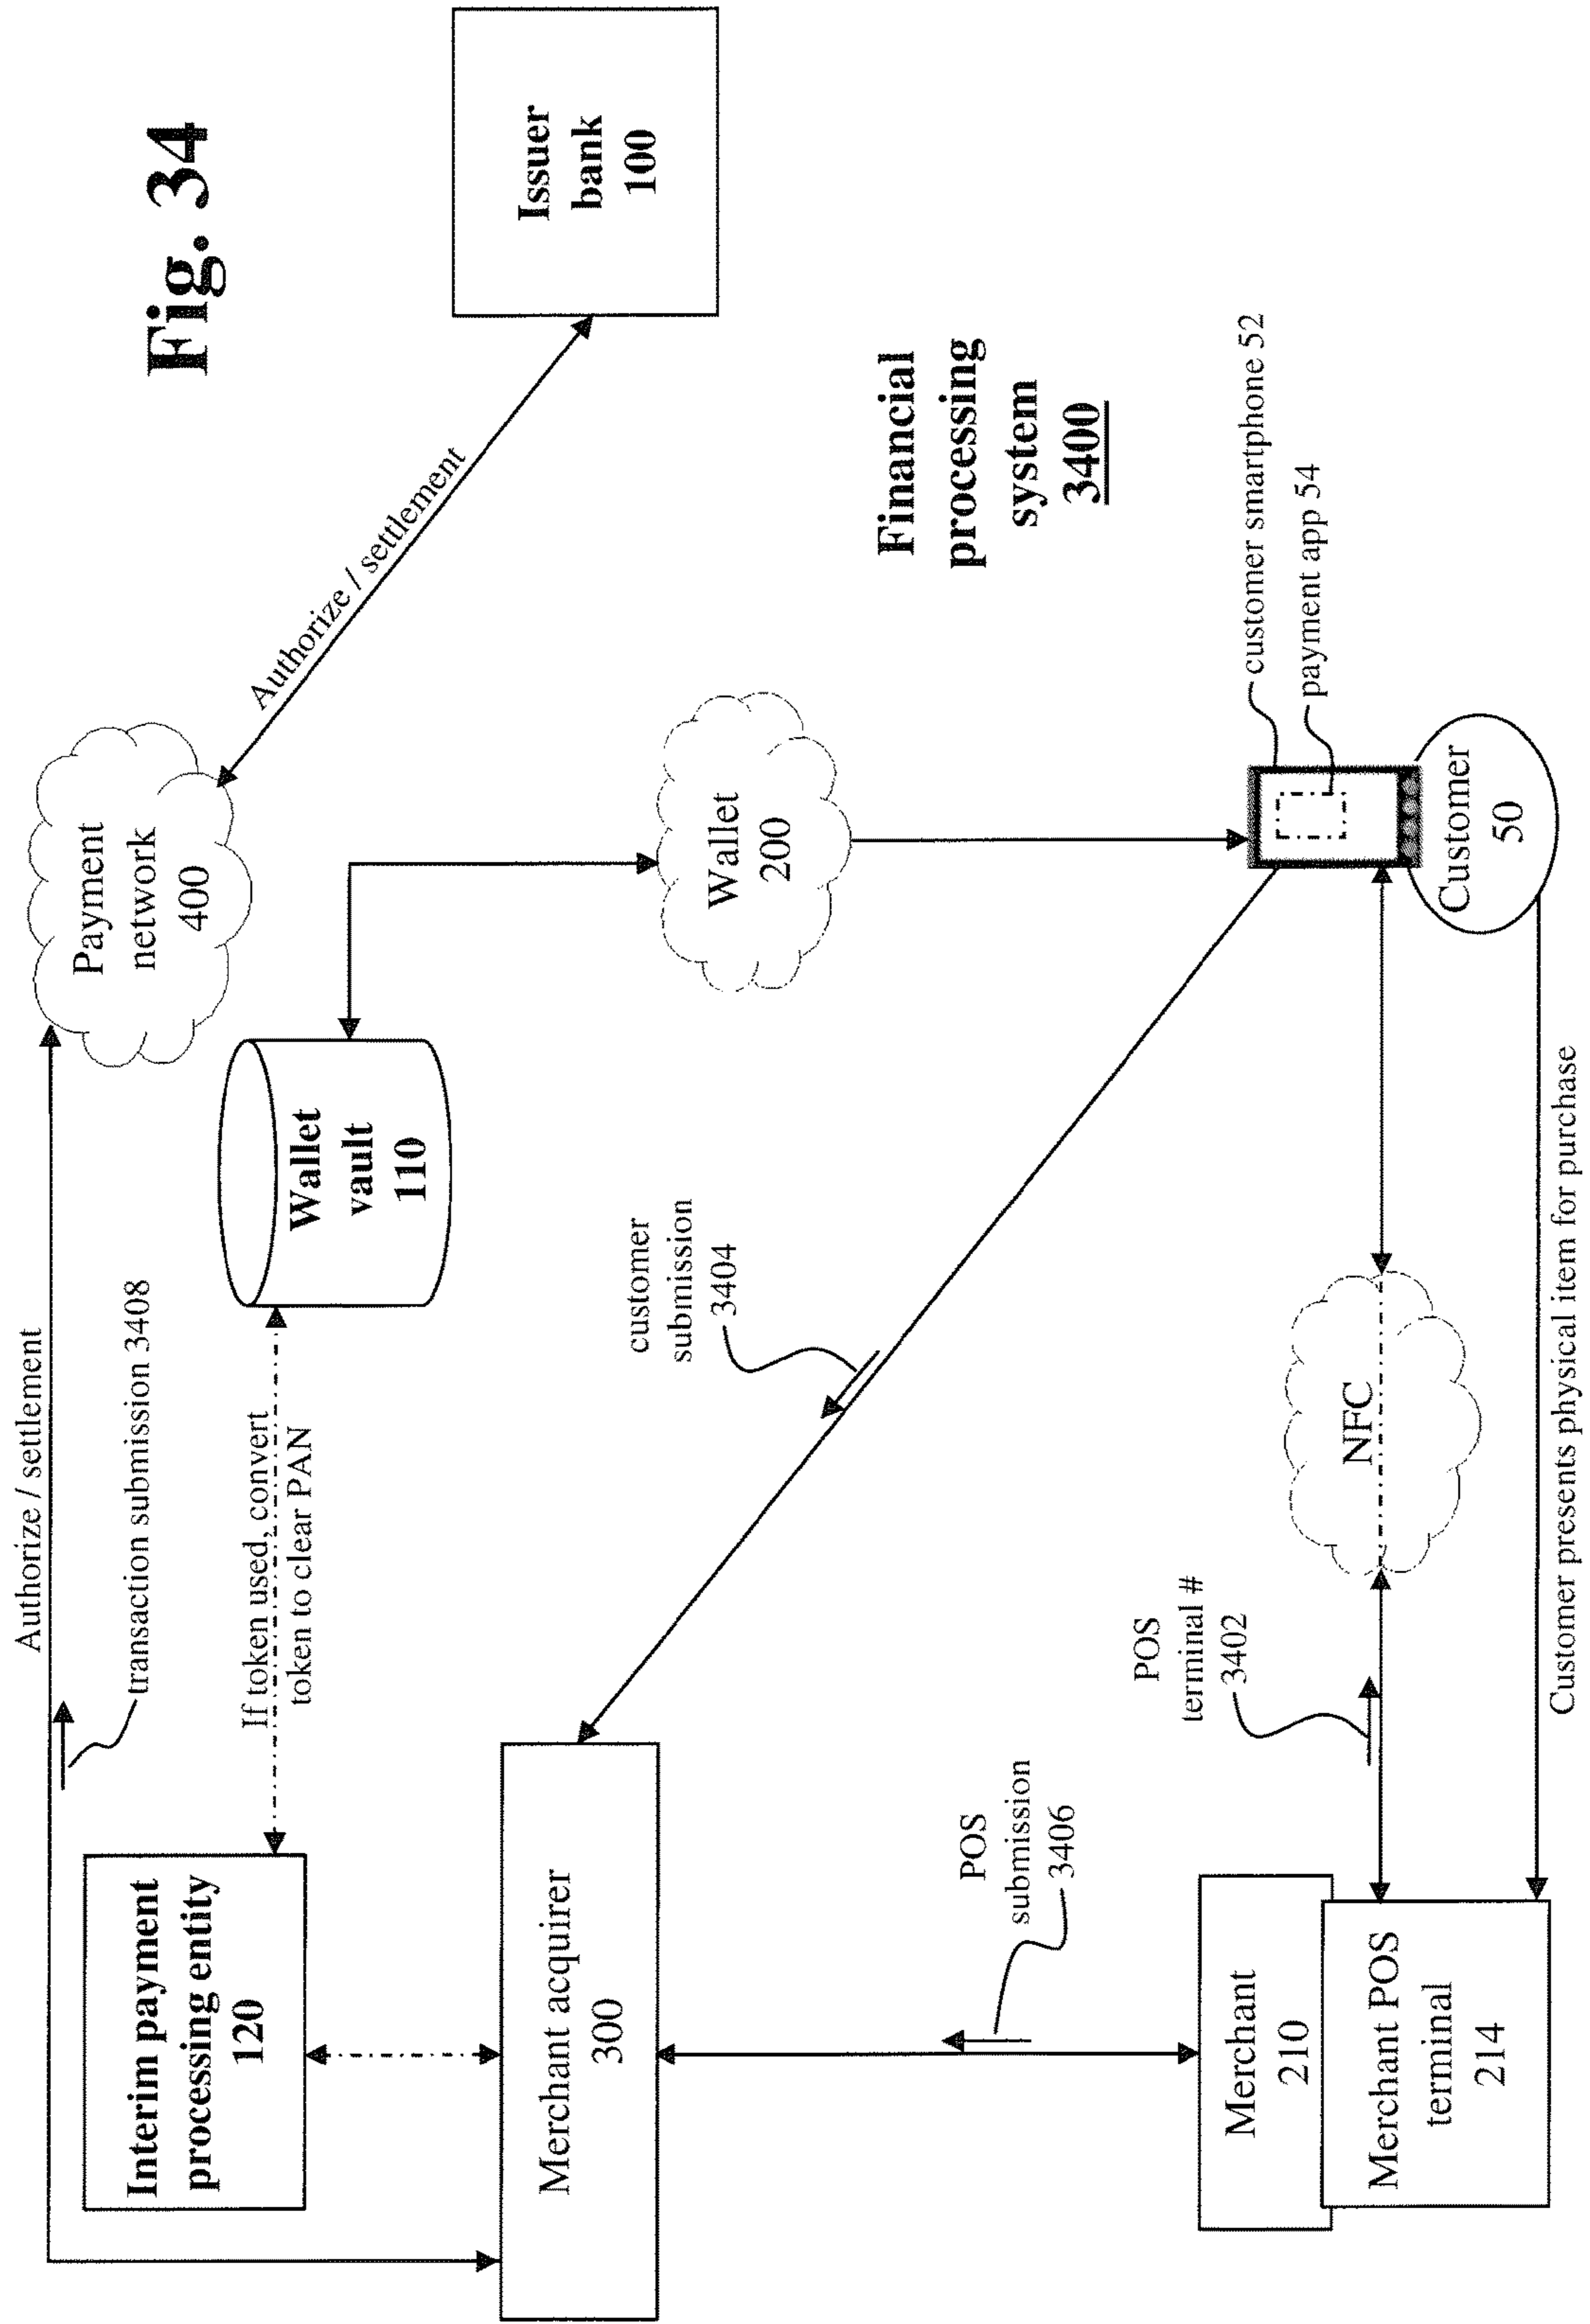 Fig. 34
Authorize / settlement
transaction submission 3408
Payment
network
400
Authorize / settlement
Issuer
bank
100
Interim payment
processing entity
120
If token used, convert
token to clear PAN
Wallet
vault
110
Wallet
200
Financial
processing
system
3400
Merchant acquirer
300
customer
submission
3404
POS
submission
3406
POS
terminal #
3402
NFC
customer smartphone 52
payment app 54
Customer
50
Merchant
210
Merchant POS
terminal
214
Customer presents physical item for purchase